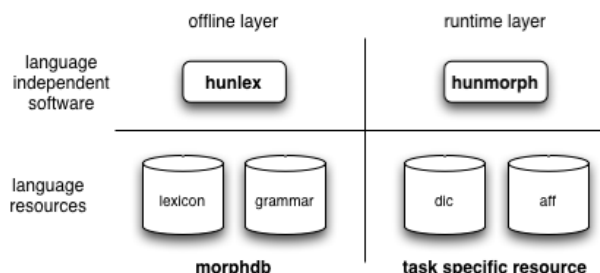 offline layer
runtime layer
language
independent
software
hunlex
hunmorph
language
resources
lexicon
grammar
dic
aff
morphdb
task specific resource